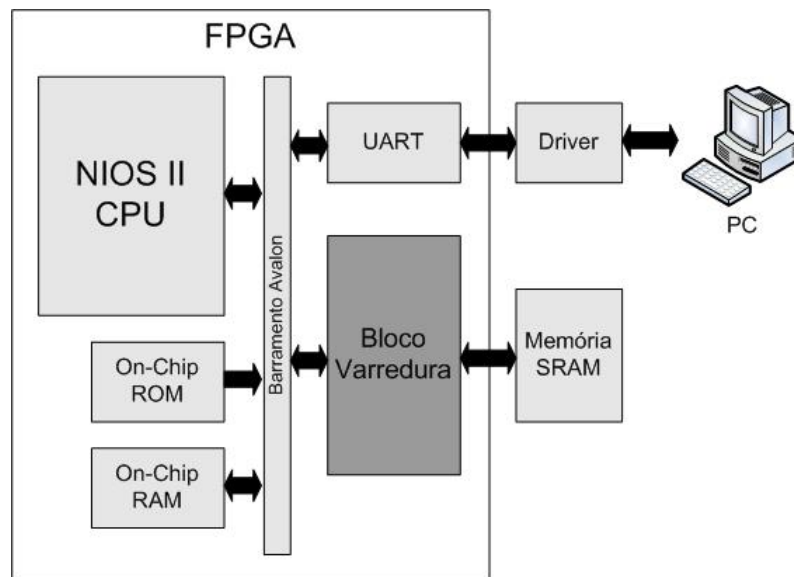 FPGA
NIOS II
CPU
On-Chip
ROM
On-Chip
RAM
Barramento Avalon
UART
Driver
PC
Bloco
Varredura
Memória
SRAM